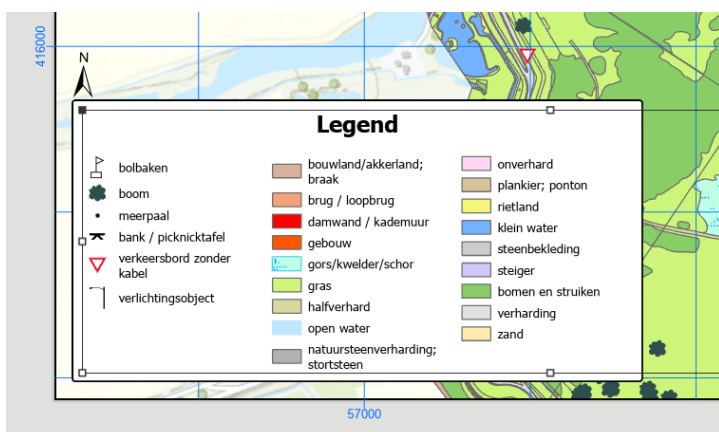 416000
N
Legend
bolbaken
boom
meerpaal
bank / picknicktafel
verkeersbord zonder
kabel
verlichtingsobject
bouwland/akkerland;
braak
brug / loopbrug
damwand / kademuur
gebouw
gors/kwelder/schor
gras
halfverhard
open water
natuursteenverharding;
stortsteen
onverhard
plankier; ponton
rietland
klein water
steenbekleding
steiger
bomen en struiken
verharding
zand
57000